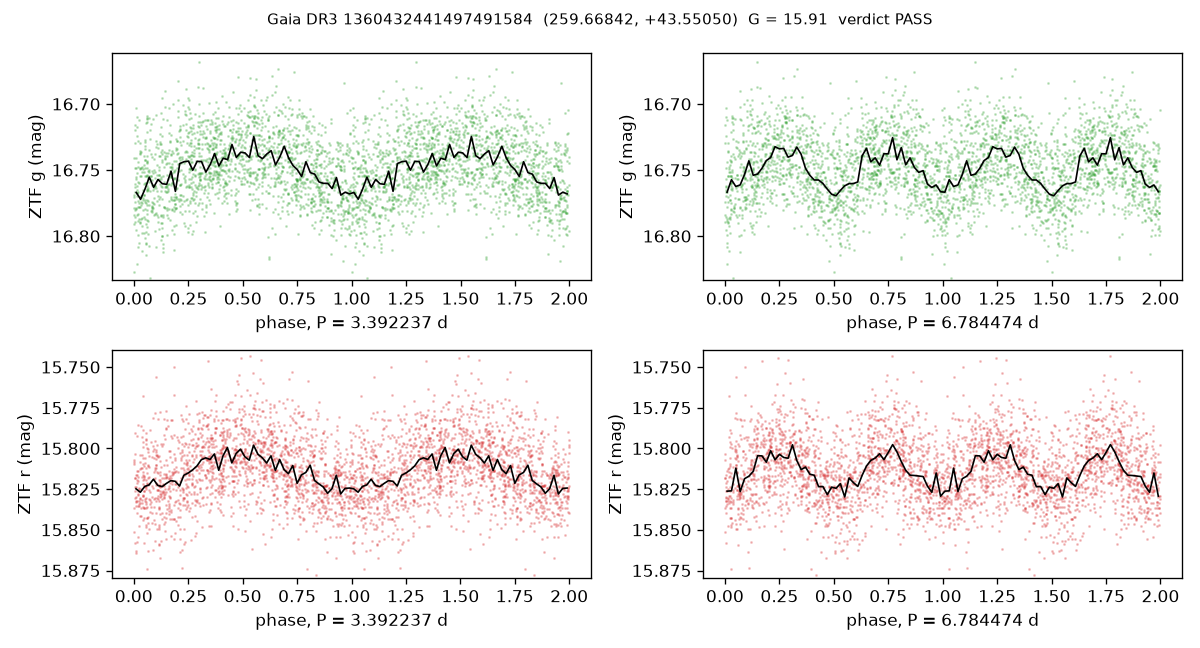 Gaia DR3 1360432441497491584  (259.66842, +43.55050)  G = 15.91  verdict PASS
ZTF g (mag)
16.70
16.75
16.80
0.00 0.25 0.50 0.75 1.00 1.25 1.50 1.75 2.00
phase, P = 3.392237 d
ZTF g (mag)
16.70
16.75
16.80
0.00 0.25 0.50 0.75 1.00 1.25 1.50 1.75 2.00
phase, P = 6.784474 d
ZTF r (mag)
15.750
15.775
15.800
15.825
15.850
15.875
0.00 0.25 0.50 0.75 1.00 1.25 1.50 1.75 2.00
phase, P = 3.392237 d
ZTF r (mag)
15.750
15.775
15.800
15.825
15.850
15.875
0.00 0.25 0.50 0.75 1.00 1.25 1.50 1.75 2.00
phase, P = 6.784474 d